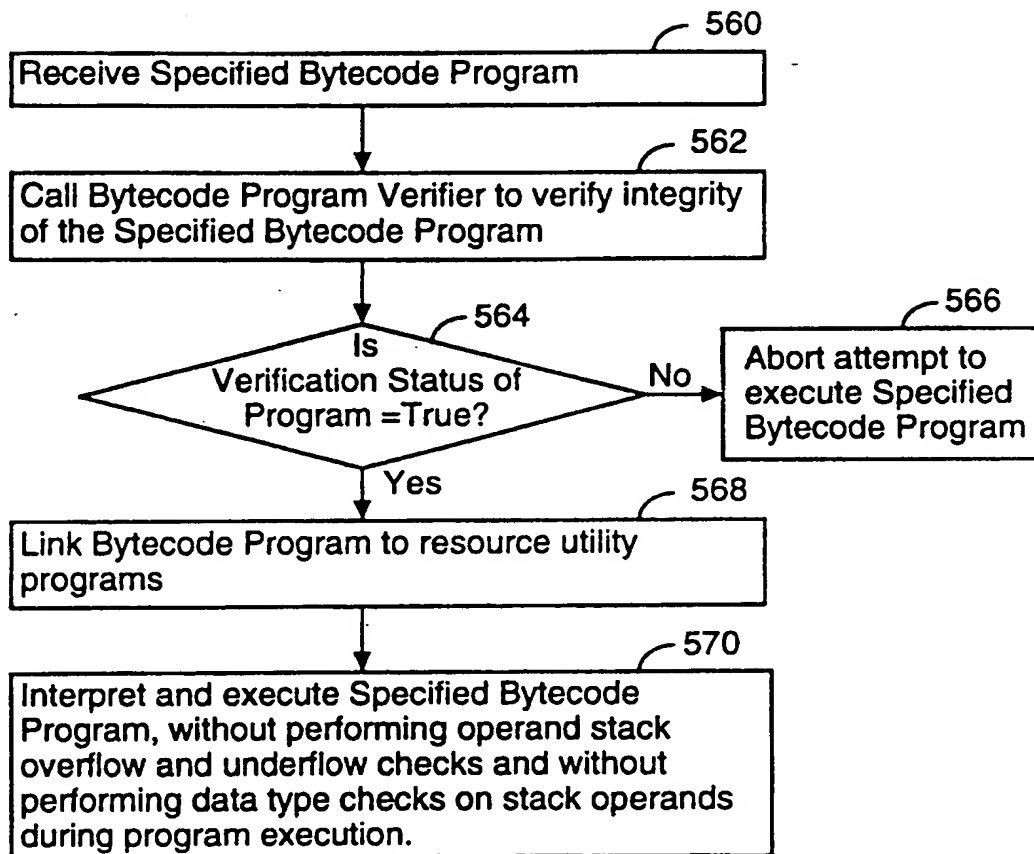 560
Receive Specified Bytecode Program
562
Call Bytecode Program Verifier to verify integrity
of the Specified Bytecode Program
564
Is
Verification Status of
Program =True?
No
566
Abort attempt to
execute Specified
Bytecode Program
Yes
568
Link Bytecode Program to resource utility
programs
570
Interpret and execute Specified Bytecode
Program, without performing operand stack
overflow and underflow checks and without
performing data type checks on stack operands
during program execution.